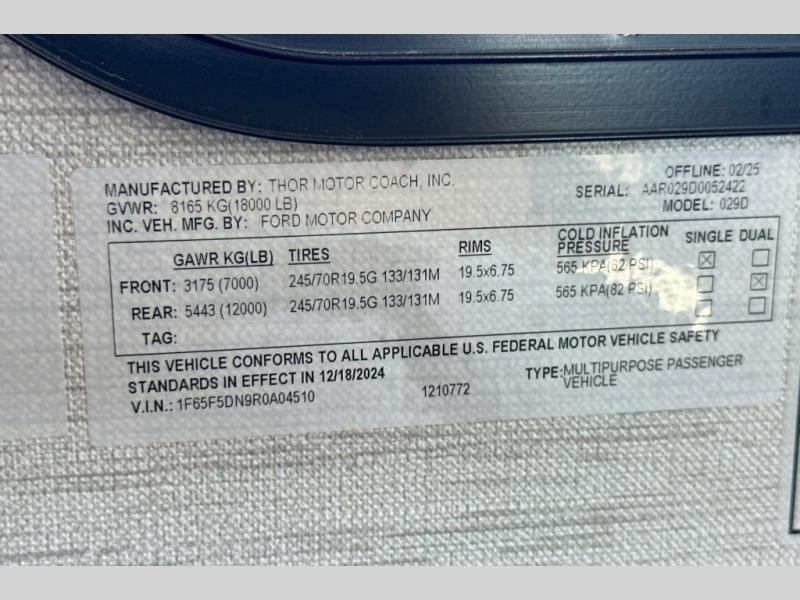 OFFLINE: 02/25
MANUFACTURED BY: THOR MOTOR COACH, INC. SERIAL: AAR029D0052422
GVWR: 8165 KG(18000 LB) MODEL: 029D
INC. VEH. MFG. BY: FORD MOTOR COMPANY
GAWR KG(LB) TIRES RIMS COLD INFLATION PRESSURE SINGLE DUAL
FRONT: 3175 (7000) 245/70R19.5G 133/131M 19.5x6.75 565 KPA(82 PSI) ☒ ☐
REAR: 5443 (12000) 245/70R19.5G 133/131M 19.5x6.75 565 KPA(82 PSI) ☐ ☒
TAG: ☐ ☐
THIS VEHICLE CONFORMS TO ALL APPLICABLE U.S. FEDERAL MOTOR VEHICLE SAFETY
STANDARDS IN EFFECT IN 12/18/2024 TYPE: MULTIPURPOSE PASSENGER VEHICLE
V.I.N.: 1F65F5DN9R0A04510 1210772